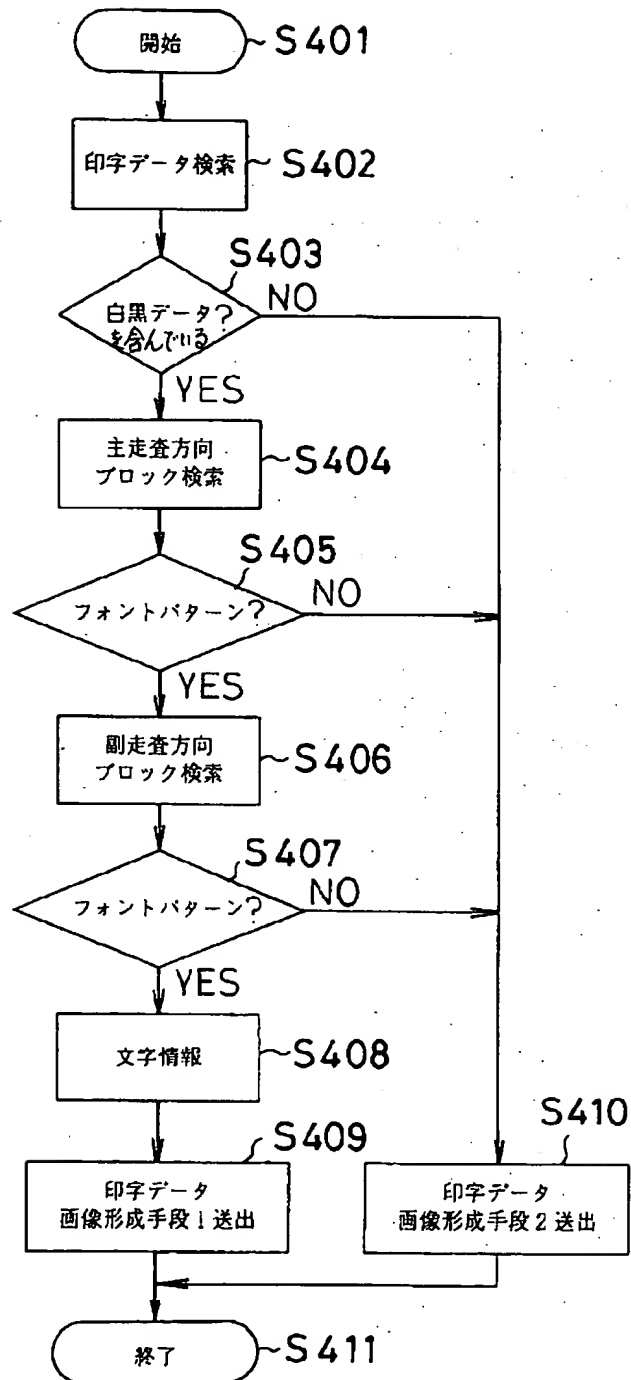 開始
S401
印字データ検索
S402
S403
白黒データ?
を含んでいる
NO
YES
主走査方向
ブロック検索
S404
S405
フォントパターン?
NO
YES
副走査方向
ブロック検索
S406
S407
フォントパターン?
NO
YES
文字情報
S408
S409
印字データ
画像形成手段1送出
S410
印字データ
画像形成手段2送出
終了
S411